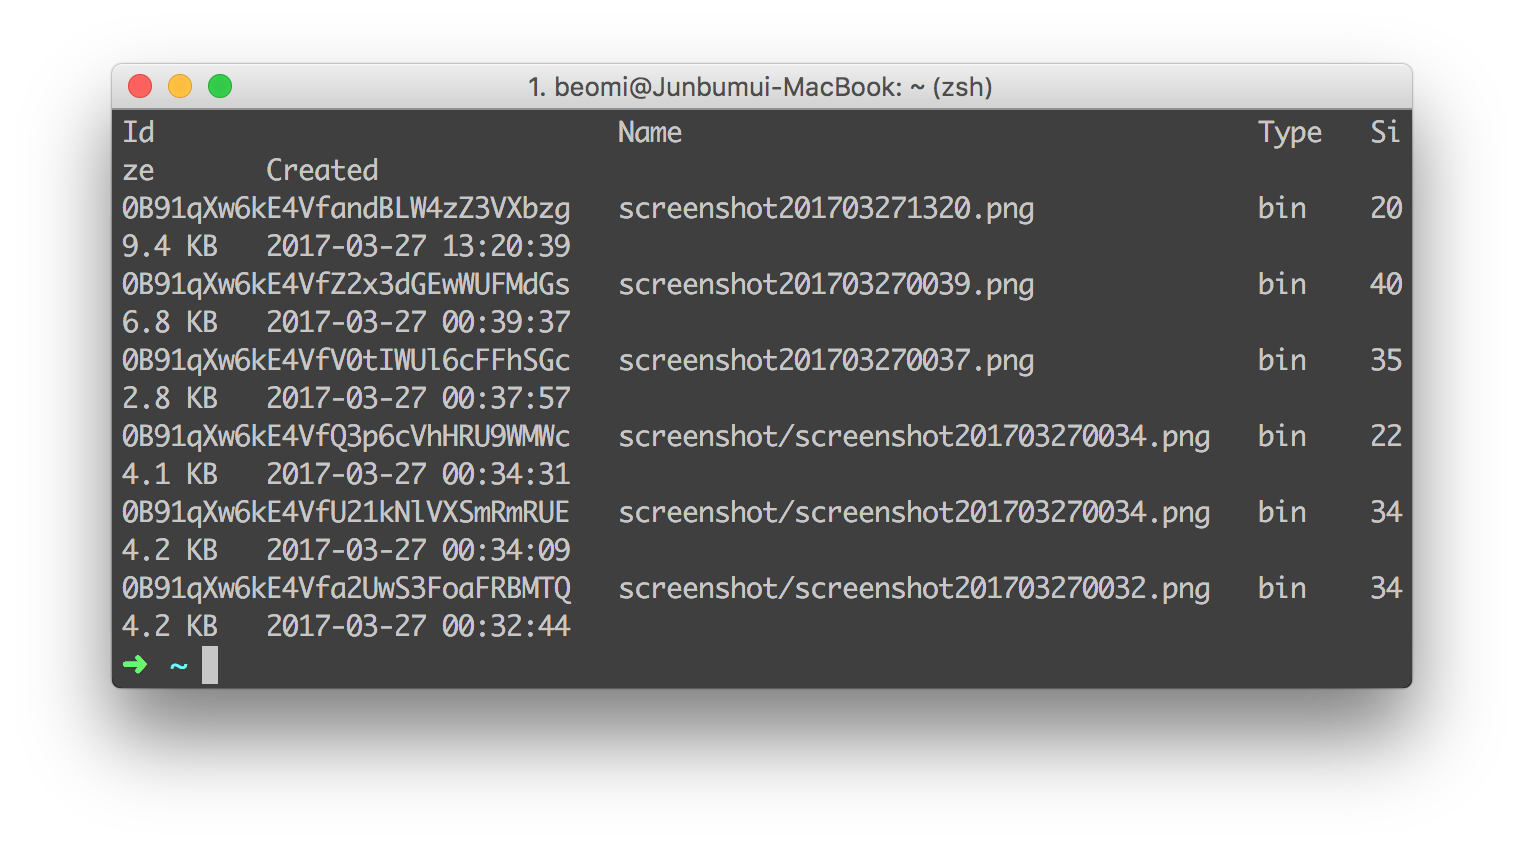 1. beomi@Junbumui-MacBook: ~ (zsh)
Id Name Type Si
ze Created
0B91qXw6kE4VfandBLW4zZ3VXbzg screenshot201703271320.png bin 20
9.4 KB 2017-03-27 13:20:39
0B91qXw6kE4VfZ2x3dGEwWUFMdGs screenshot201703270039.png bin 40
6.8 KB 2017-03-27 00:39:37
0B91qXw6kE4VfV0tIWUl6cFFhSGc screenshot201703270037.png bin 35
2.8 KB 2017-03-27 00:37:57
0B91qXw6kE4VfQ3p6cVhHRU9WMWc screenshot/screenshot201703270034.png bin 22
4.1 KB 2017-03-27 00:34:31
0B91qXw6kE4VfU21kNlVXSmRmRUE screenshot/screenshot201703270034.png bin 34
4.2 KB 2017-03-27 00:34:09
0B91qXw6kE4Vfa2UwS3FoaFRBMTQ screenshot/screenshot201703270032.png bin 34
4.2 KB 2017-03-27 00:32:44
➜ ~